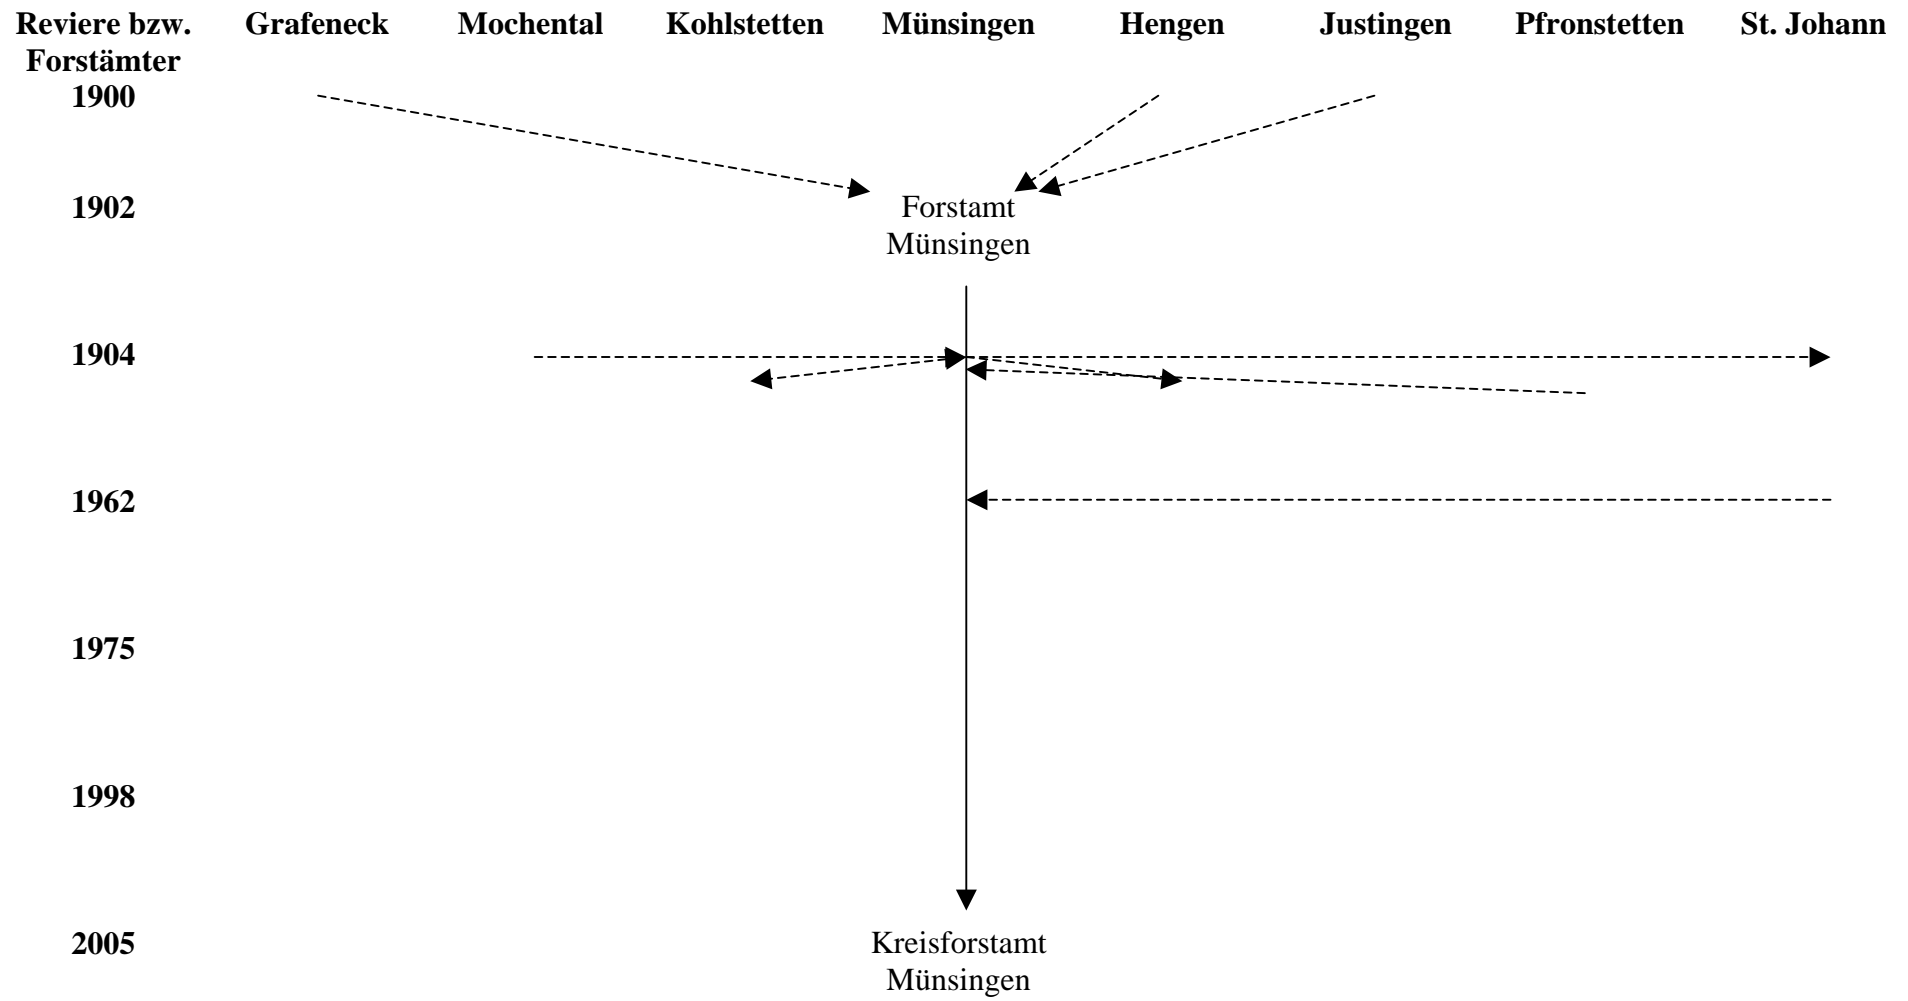 Reviere bzw. Grafeneck Mochental Kohlstetten Münsingen Hengen Justingen Pfronstetten St. Johann
Forstämter
1900
1902 Forstamt
Münsingen
1904
1962
1975
1998
2005 Kreisforstamt
Münsingen